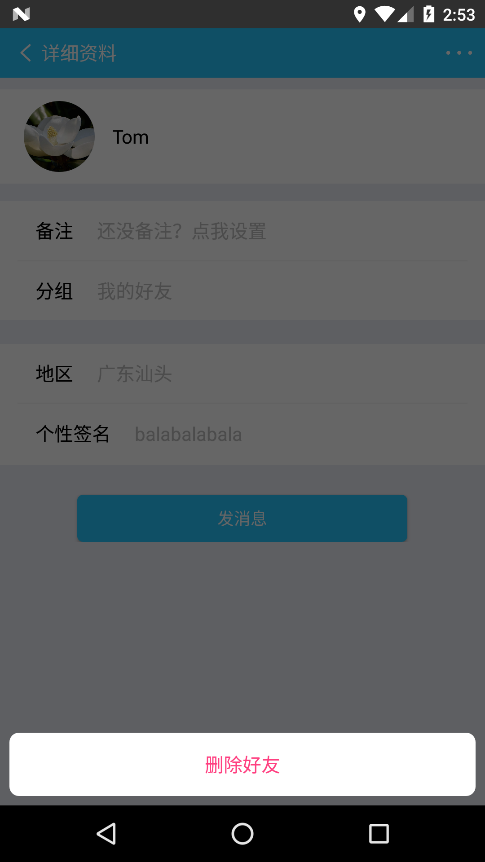 2:53
详细资料
Tom
备注 还没备注？点我设置
分组 我的好友
地区 广东汕头
个性签名 balabalabala
发消息
删除好友